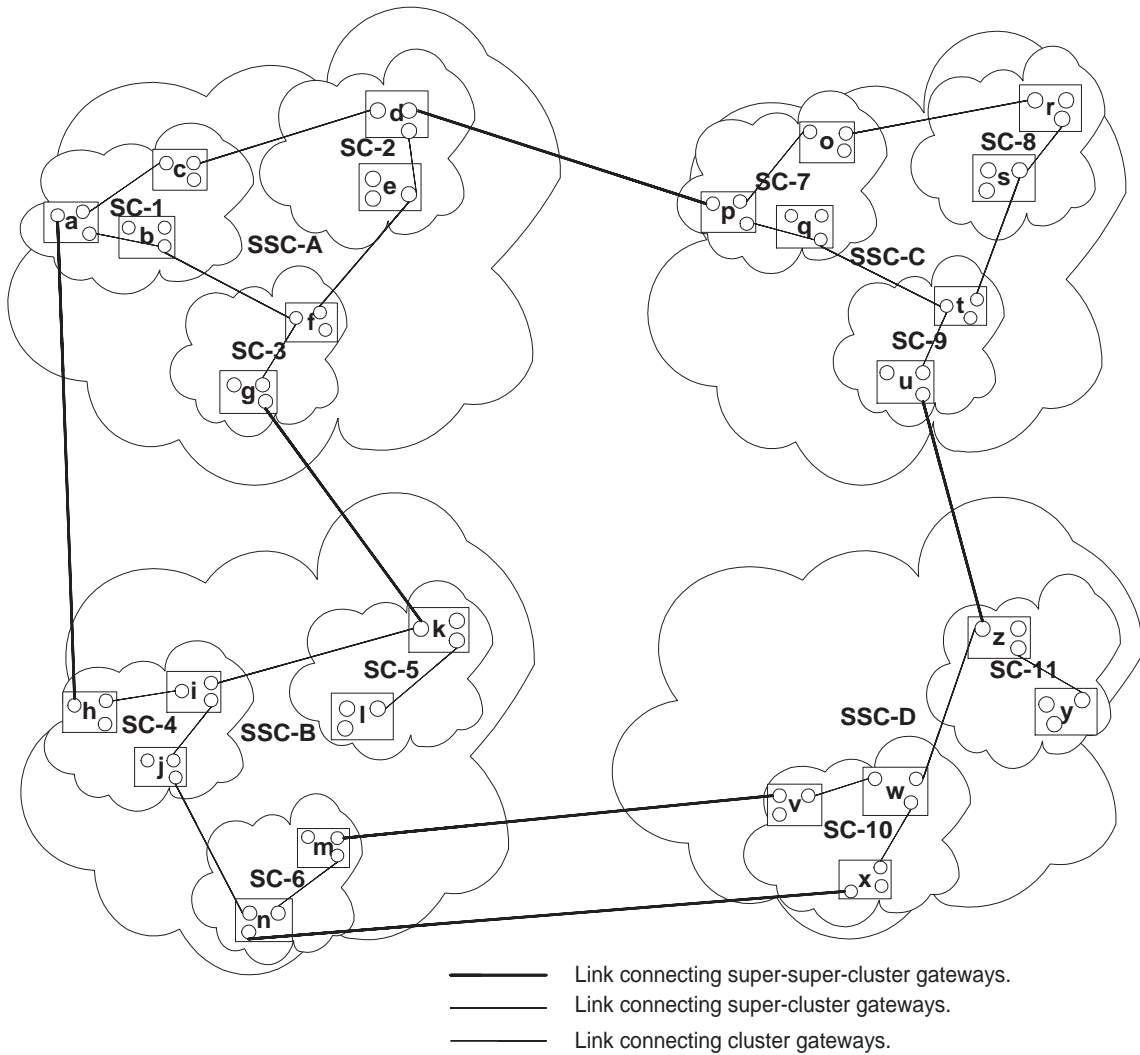 d
r
o
SC-2
SC-8
c
e
s
SC-7
SC-1
a
p
b
q
SSC-A
SSC-C
t
f
SC-9
SC-3
u
g
k
z
SC-5
SC-11
i
h
SC-4
l
y
SSC-B
SSC-D
j
w
v
SC-10
m
SC-6
x
n
Link connecting super-super-cluster gateways.
Link connecting super-cluster gateways.
Link connecting cluster gateways.